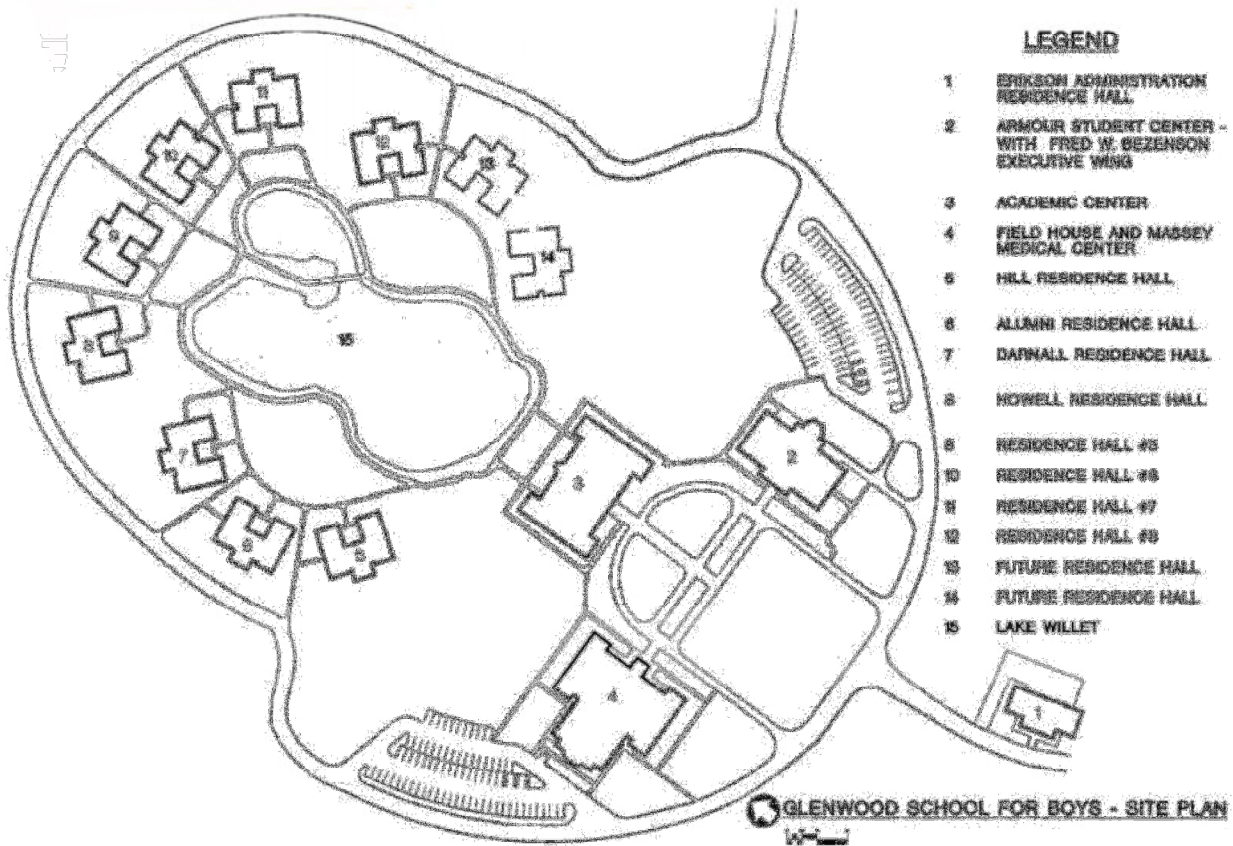 LEGEND
1 ERIKSON ADMINISTRATION
RESIDENCE HALL
2 ARMOUR STUDENT CENTER -
WITH FRED W. BEZENSON
EXECUTIVE WING
3 ACADEMIC CENTER
4 FIELD HOUSE AND MASSEY
MEDICAL CENTER
5 HILL RESIDENCE HALL
6 ALUMNI RESIDENCE HALL
7 DARNALL RESIDENCE HALL
8 HOWELL RESIDENCE HALL
9 RESIDENCE HALL #5
10 RESIDENCE HALL #6
11 RESIDENCE HALL #7
12 RESIDENCE HALL #8
13 FUTURE RESIDENCE HALL
14 FUTURE RESIDENCE HALL
15 LAKE WILLET
11
12
13
10
9
14
8
15
7
2
3
6
5
4
1
GLENWOOD SCHOOL FOR BOYS - SITE PLAN